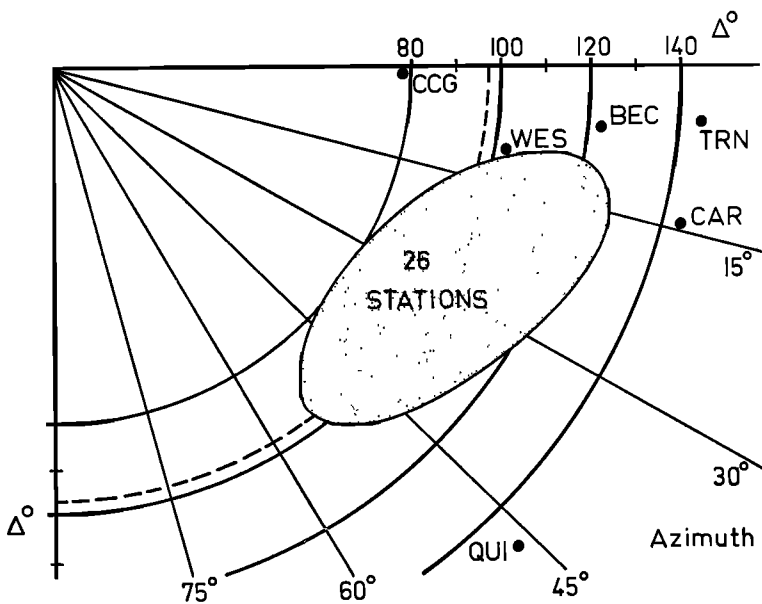 Δ°
80 100 120 140
CCG
WES
BEC
TRN
CAR
15°
26
STATIONS
30°
Δ°
Azimuth
QUI
45°
60°
75°